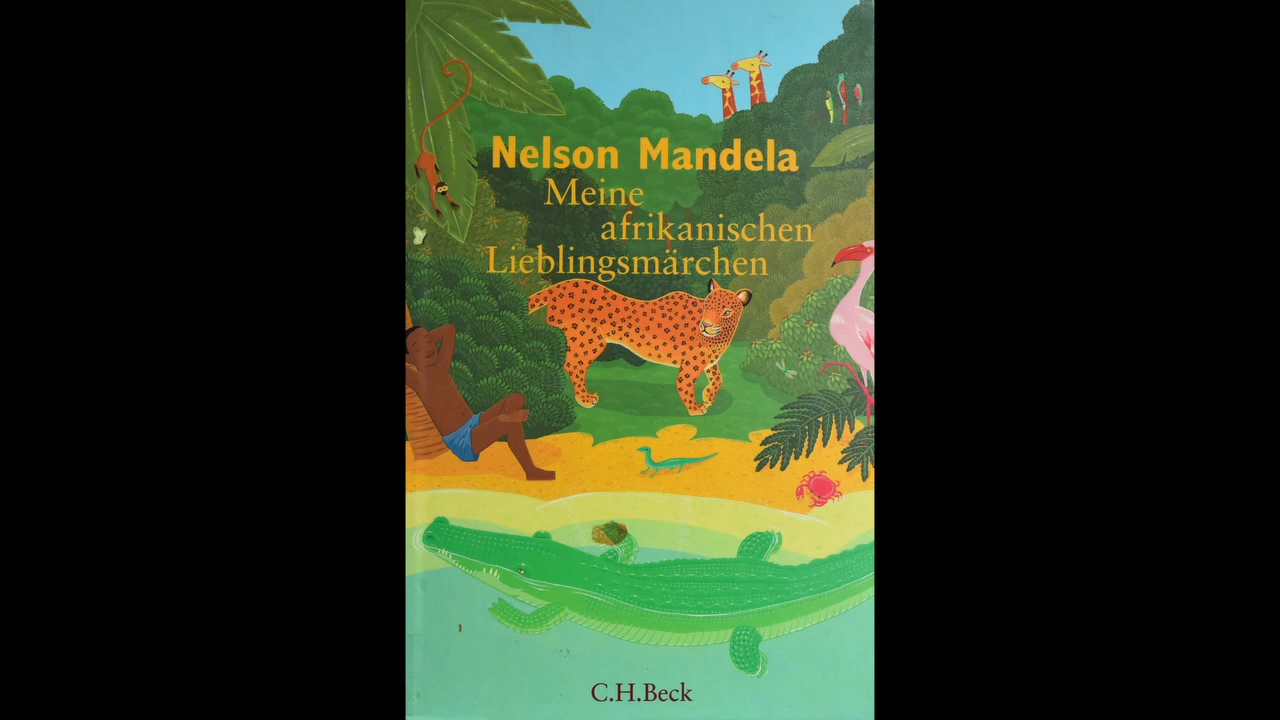 Nelson Mandela
Meine
afrikanischen
Lieblingsmärchen
C.H.Beck